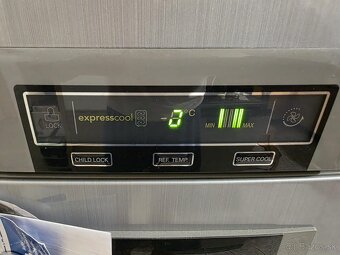 LOCK
expresscool
-0 °C
MIN MAX
CHILD LOCK
REF. TEMP
SUPER COOL